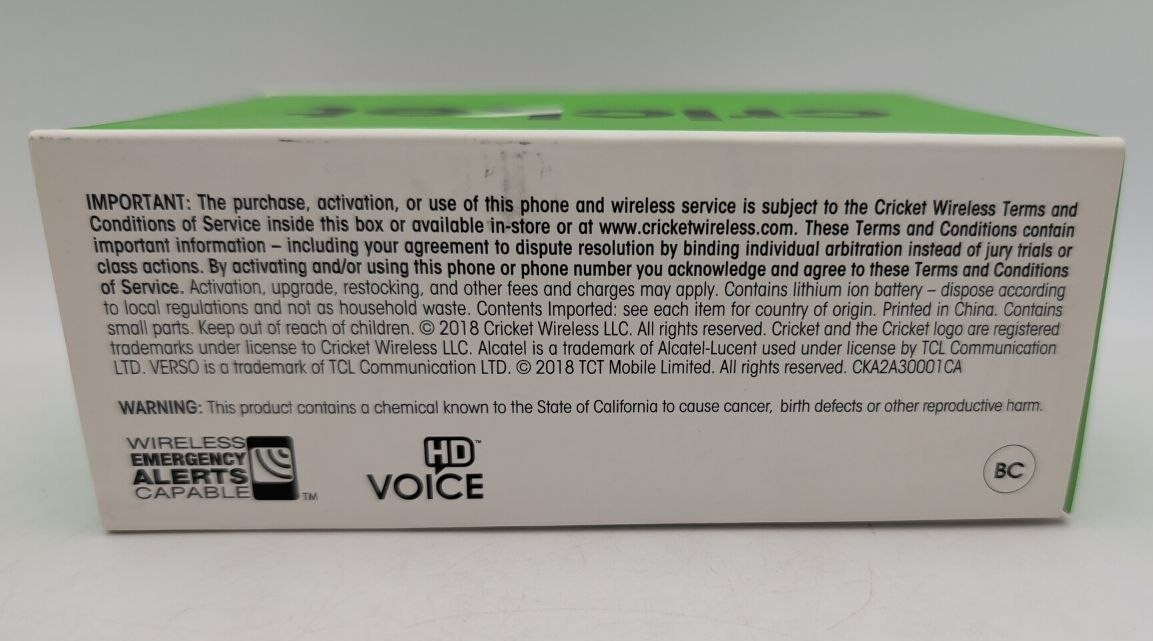 cricket
IMPORTANT: The purchase, activation, or use of this phone and wireless service is subject to the Cricket Wireless Terms and
Conditions of Service inside this box or available in-store or at www.cricketwireless.com. These Terms and Conditions contain
important information – including your agreement to dispute resolution by binding individual arbitration instead of jury trials or
class actions. By activating and/or using this phone or phone number you acknowledge and agree to these Terms and Conditions
of Service. Activation, upgrade, restocking, and other fees and charges may apply. Contains lithium ion battery – dispose according
to local regulations and not as household waste. Contents Imported: see each item for country of origin. Printed in China. Contains
small parts. Keep out of reach of children. © 2018 Cricket Wireless LLC. All rights reserved. Cricket and the Cricket logo are registered
trademarks under license to Cricket Wireless LLC. Alcatel is a trademark of Alcatel-Lucent used under license by TCL Communication
LTD. VERSO is a trademark of TCL Communication LTD. © 2018 TCT Mobile Limited. All rights reserved. CKA2A30001CA
WARNING: This product contains a chemical known to the State of California to cause cancer, birth defects or other reproductive harm.
WIRELESS
EMERGENCY
ALERTS
CAPABLE TM
HD™
VOICE
BC